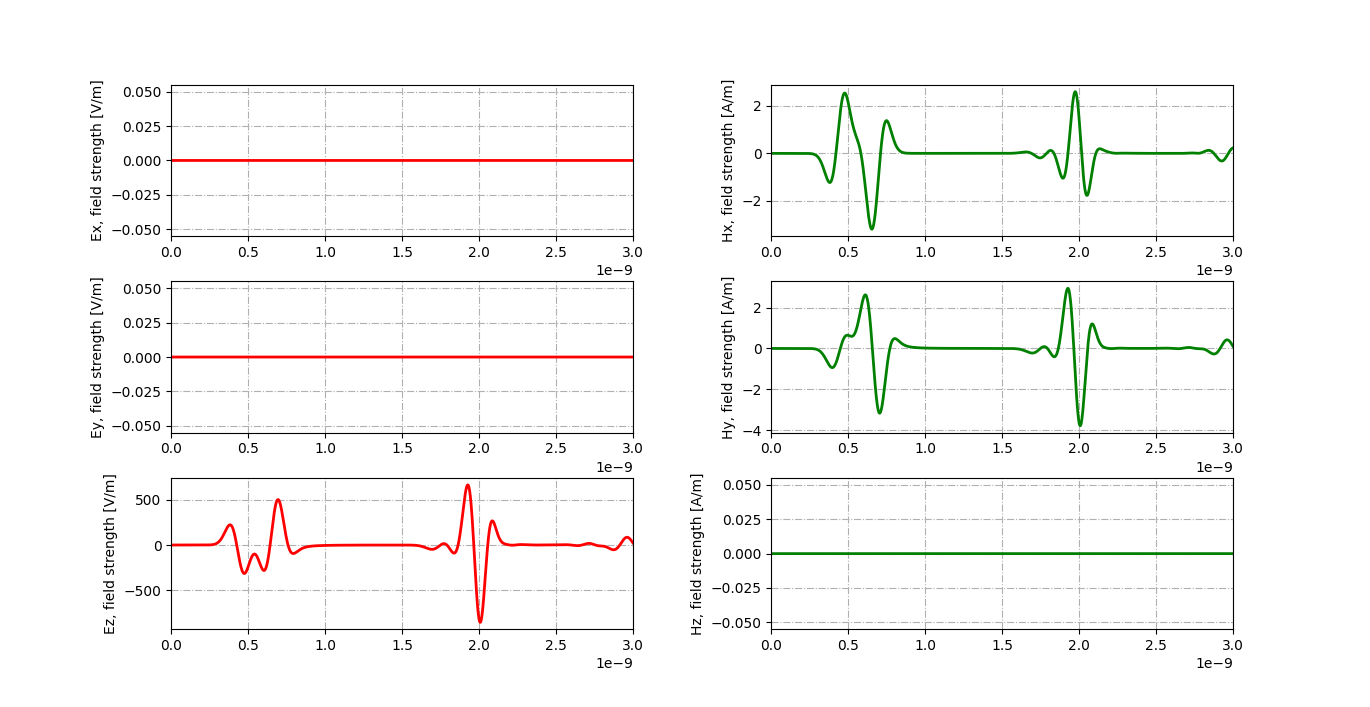 Ex, field strength [V/m]
0.050
0.025
0.000
−0.025
−0.050
0.0 0.5 1.0 1.5 2.0 2.5 3.0
1e−9
Hx, field strength [A/m]
2
0
−2
0.0 0.5 1.0 1.5 2.0 2.5 3.0
1e−9
Ey, field strength [V/m]
0.050
0.025
0.000
−0.025
−0.050
0.0 0.5 1.0 1.5 2.0 2.5 3.0
1e−9
Hy, field strength [A/m]
2
0
−2
−4
0.0 0.5 1.0 1.5 2.0 2.5 3.0
1e−9
Ez, field strength [V/m]
500
0
−500
0.0 0.5 1.0 1.5 2.0 2.5 3.0
1e−9
Hz, field strength [A/m]
0.050
0.025
0.000
−0.025
−0.050
0.0 0.5 1.0 1.5 2.0 2.5 3.0
1e−9